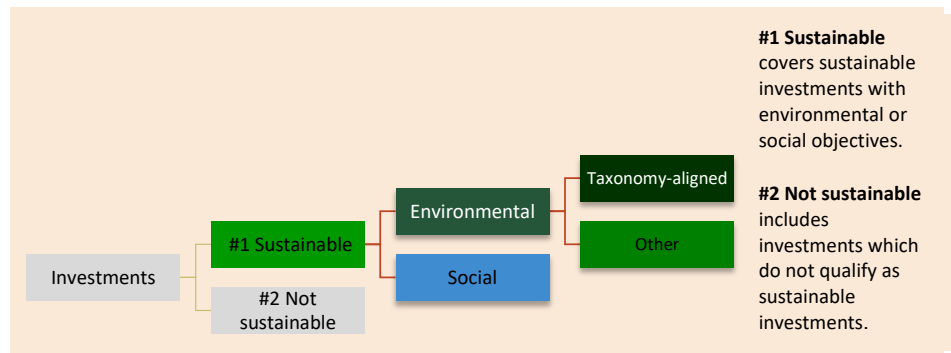 Investments
#1 Sustainable
#2 Not
sustainable
Environmental
Social
Taxonomy-aligned
Other
#1 Sustainable
covers sustainable
investments with
environmental or
social objectives.
#2 Not sustainable
includes
investments which
do not qualify as
sustainable
investments.